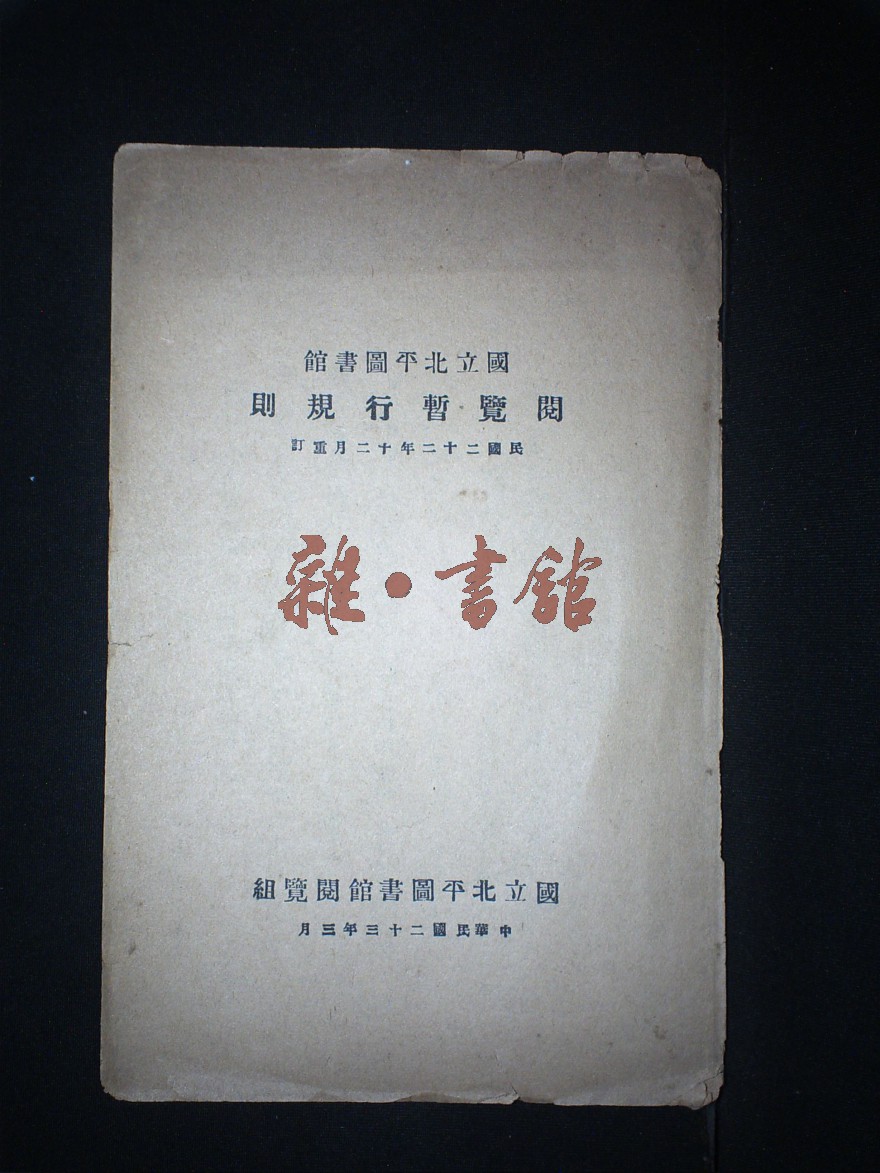 國立北平圖書館
閱覽暫行規則
民國二十二年十二月重訂
雜•書館
國立北平圖書館閱覽組
中華民國二十三年三月